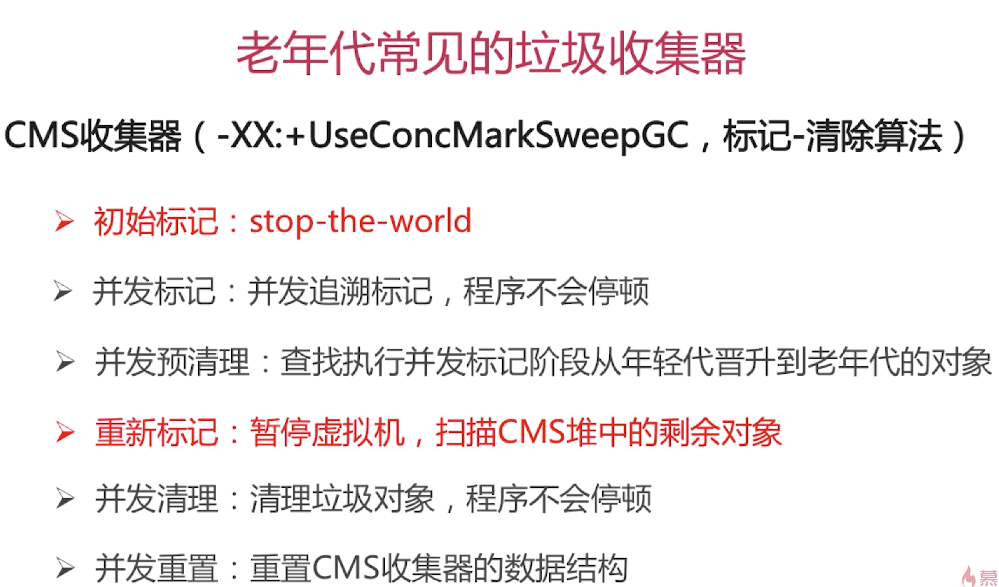 老年代常见的垃圾收集器
CMS收集器（-XX:+UseConcMarkSweepGC，标记-清除算法）
➢ 初始标记：stop-the-world
➢ 并发标记：并发追溯标记，程序不会停顿
➢ 并发预清理：查找执行并发标记阶段从年轻代晋升到老年代的对象
➢ 重新标记：暂停虚拟机，扫描CMS堆中的剩余对象
➢ 并发清理：清理垃圾对象，程序不会停顿
➢ 并发重置：重置CMS收集器的数据结构
慕